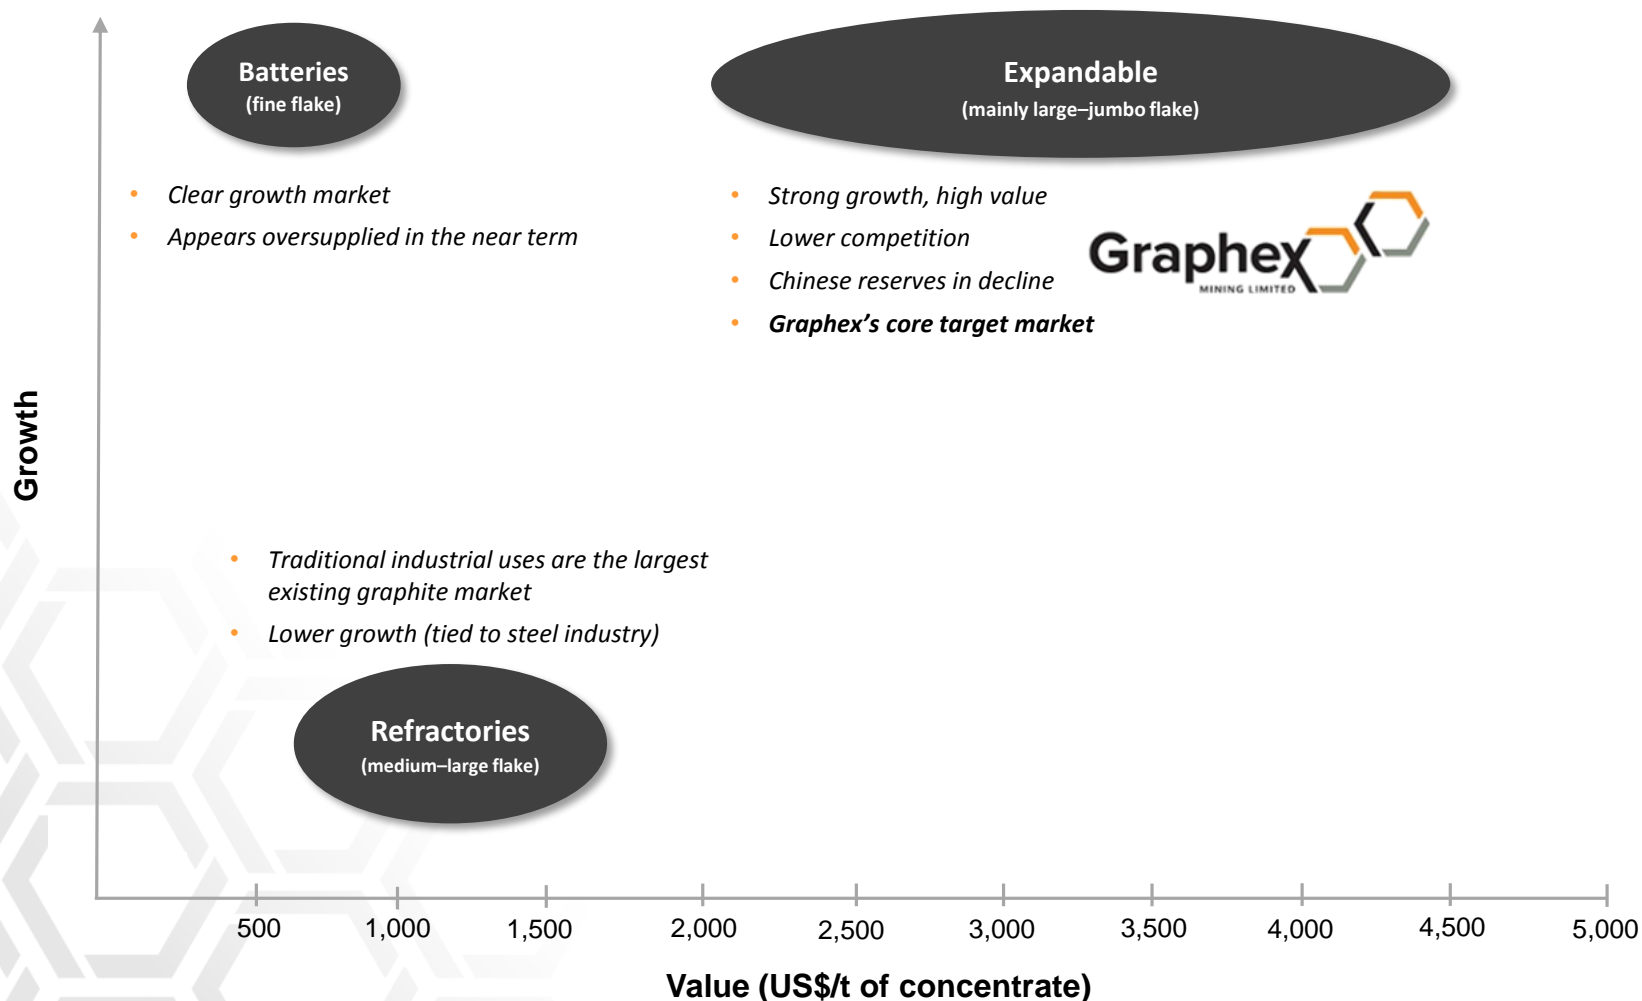 Batteries
(fine flake)
Expandable
(mainly large–jumbo flake)
• Clear growth market
• Appears oversupplied in the near term
• Strong growth, high value
• Lower competition
• Chinese reserves in decline
• Graphex’s core target market
Graphex
MINING LIMITED
Growth
• Traditional industrial uses are the largest
existing graphite market
• Lower growth (tied to steel industry)
Refractories
(medium–large flake)
500 1,000 1,500 2,000 2,500 3,000 3,500 4,000 4,500 5,000
Value (US$/t of concentrate)